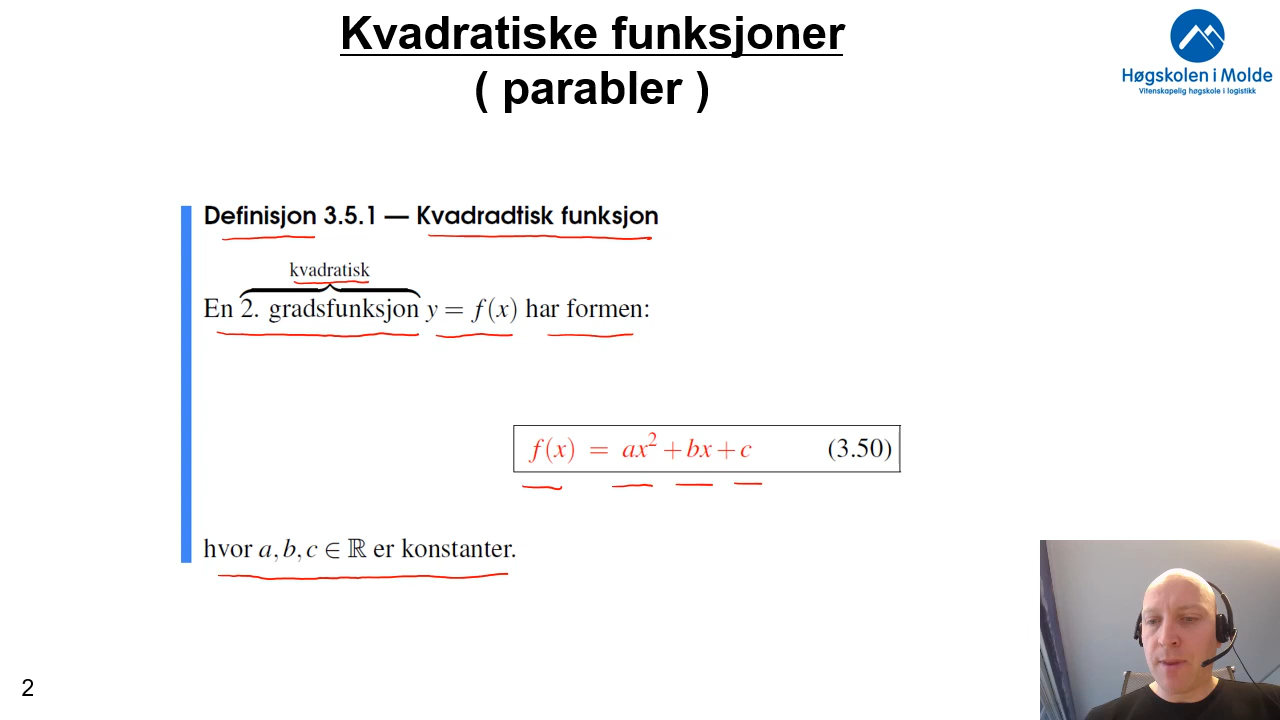 Kvadratiske funksjoner
( parabler )
Høgskolen i Molde
Vitenskapelig høgskole i logistikk
Definisjon 3.5.1 — Kvadradtisk funksjon
kvadratisk
En 2. gradsfunksjon y = f(x) har formen:
f(x) = ax² + bx + c (3.50)
hvor a, b, c ∈ ℝ er konstanter.
2